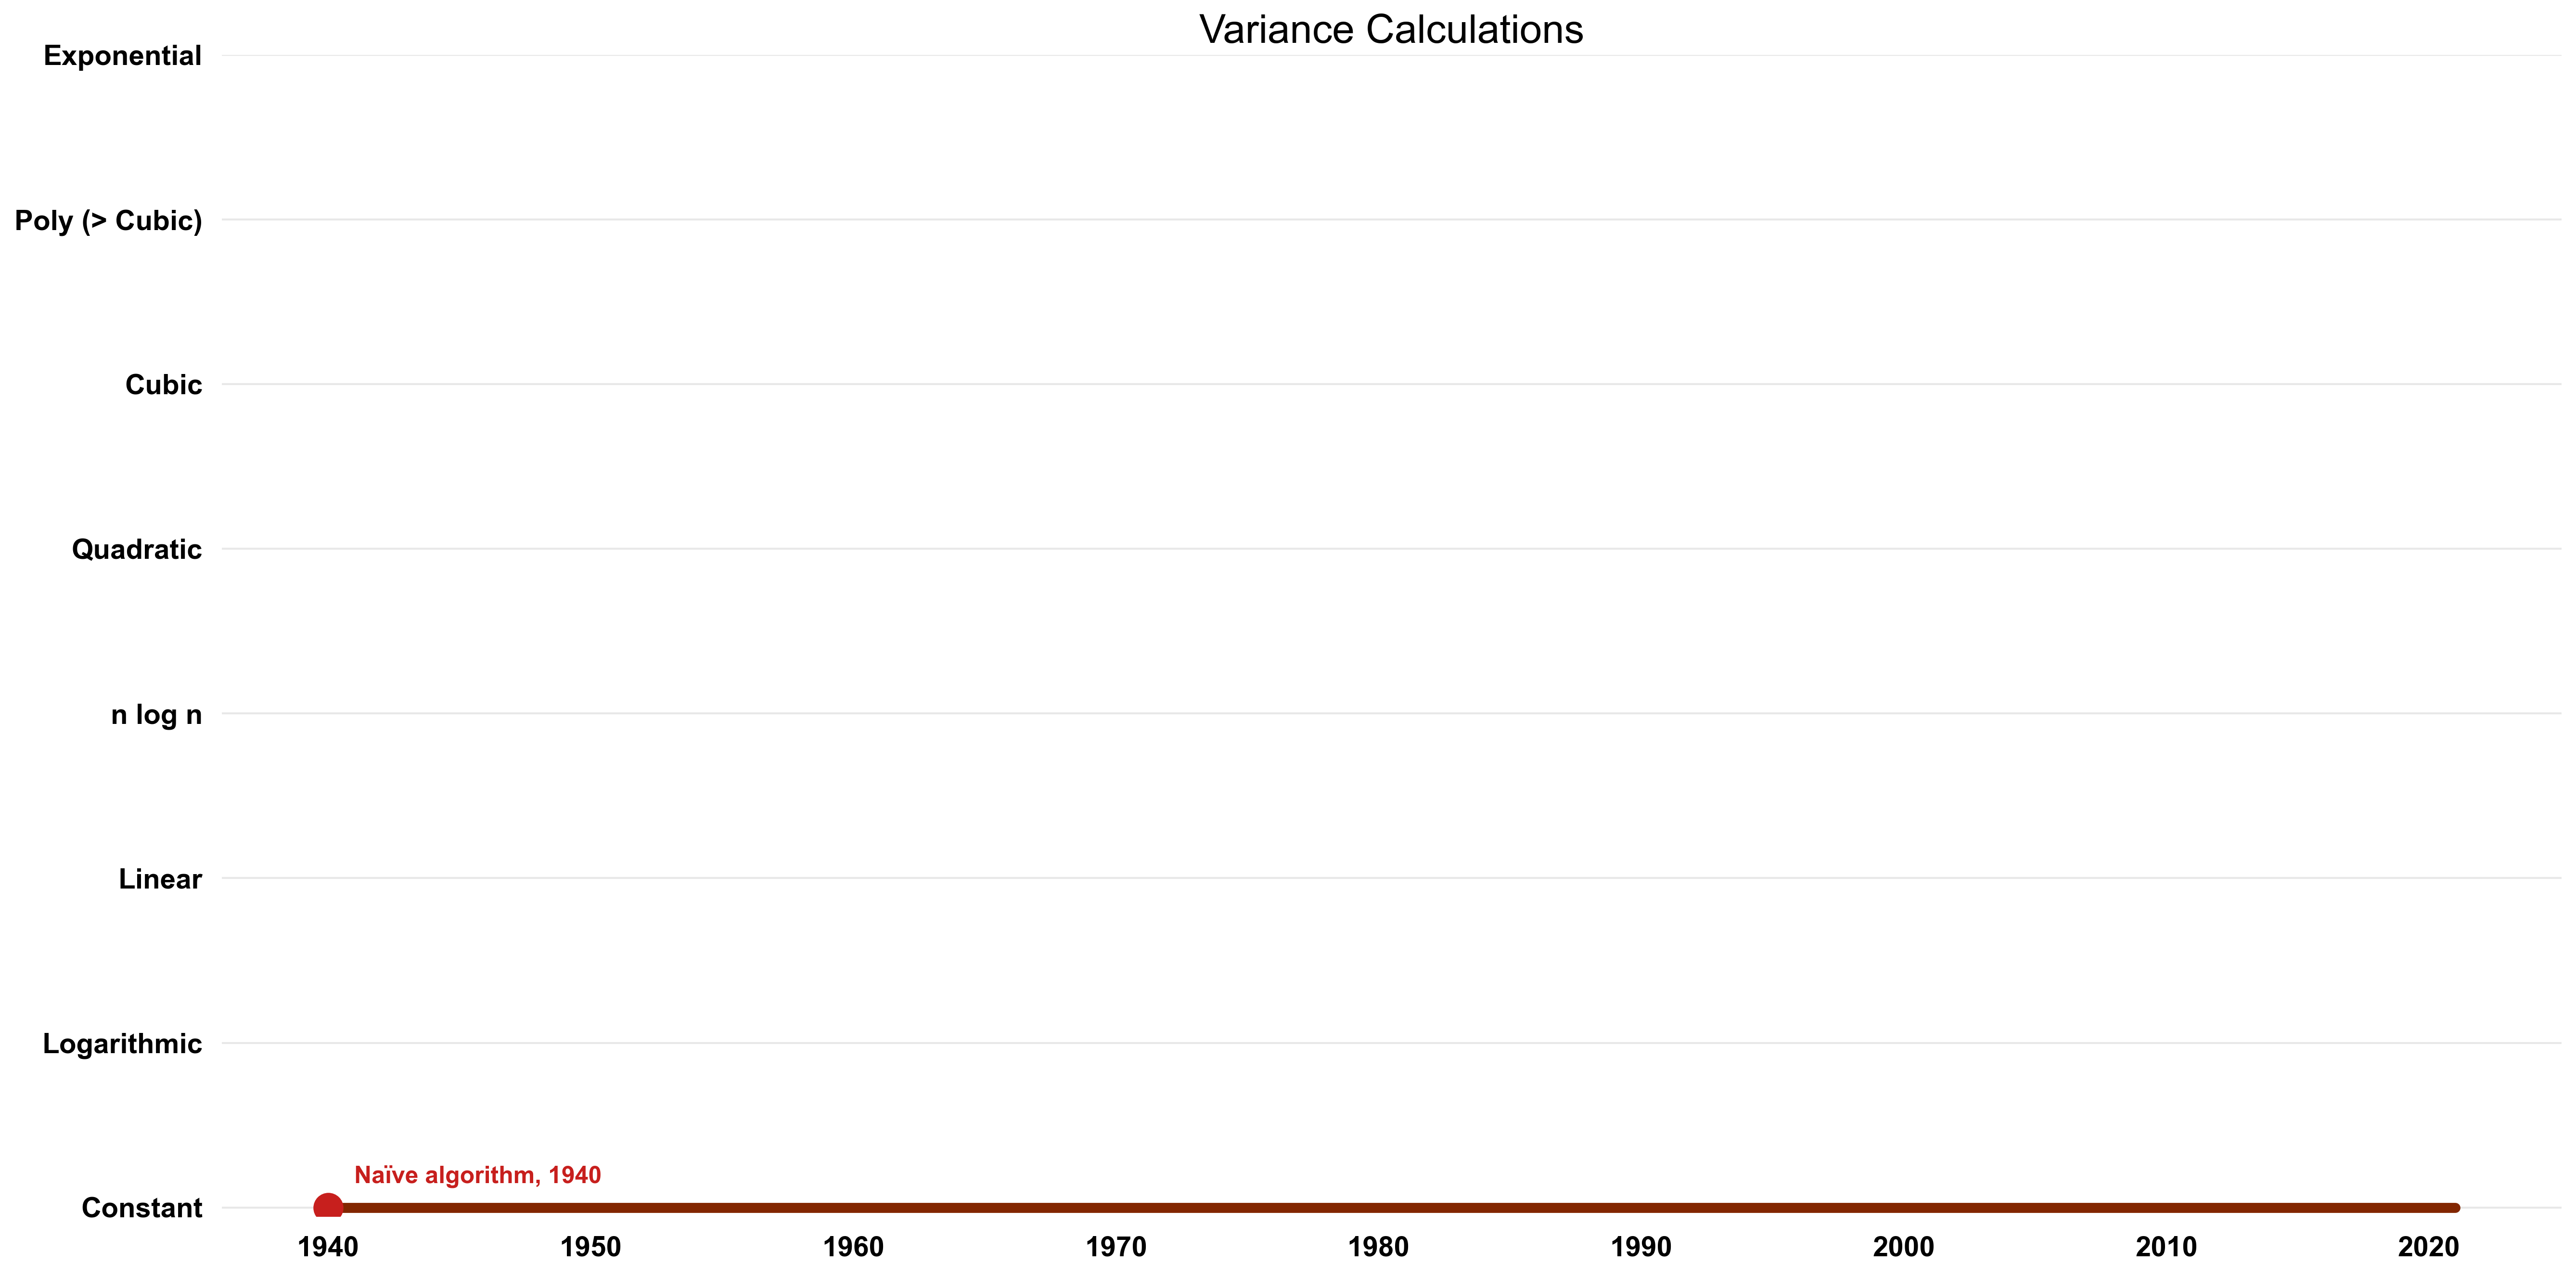 Variance Calculations
Exponential
Poly (> Cubic)
Cubic
Quadratic
n log n
Linear
Logarithmic
Constant
Naïve algorithm, 1940
1940 1950 1960 1970 1980 1990 2000 2010 2020